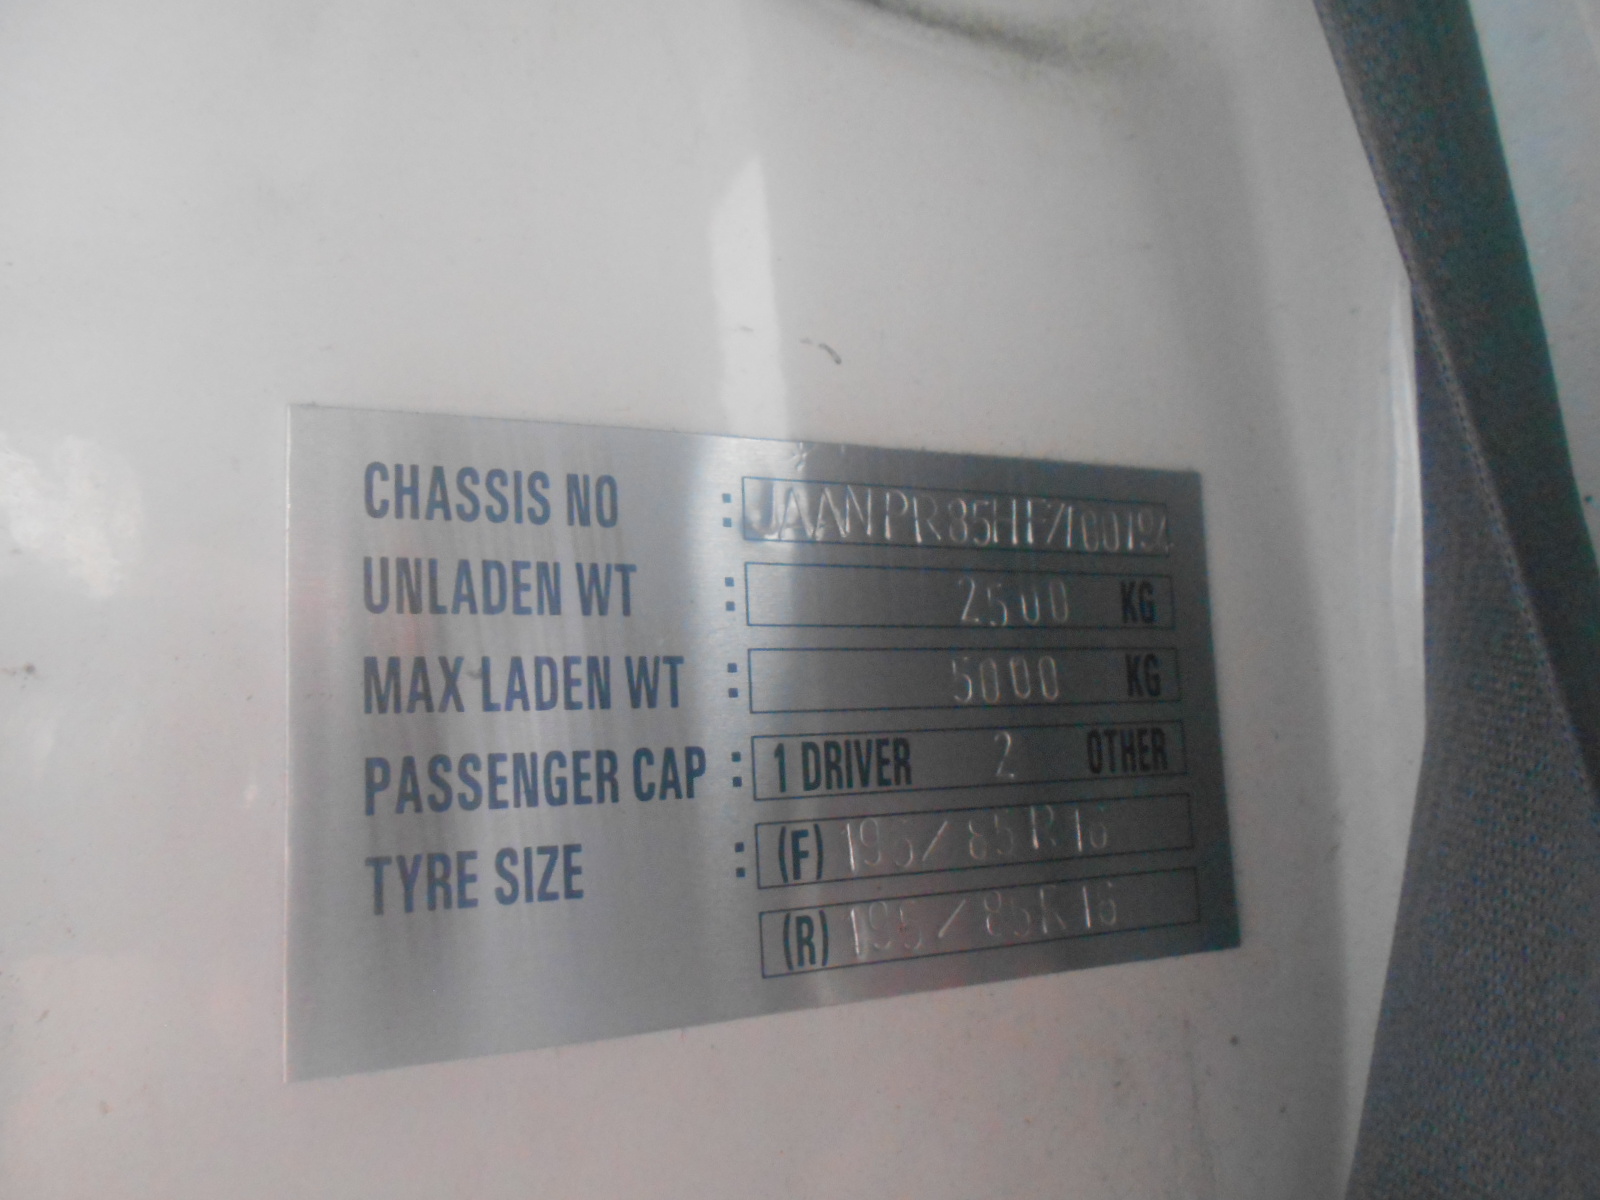 CHASSIS NO : JAANPR85HF7100794
UNLADEN WT : 2500 KG
MAX LADEN WT : 5000 KG
PASSENGER CAP : 1 DRIVER 2 OTHER
TYRE SIZE : (F) 195/85R16
(R) 195/85R16